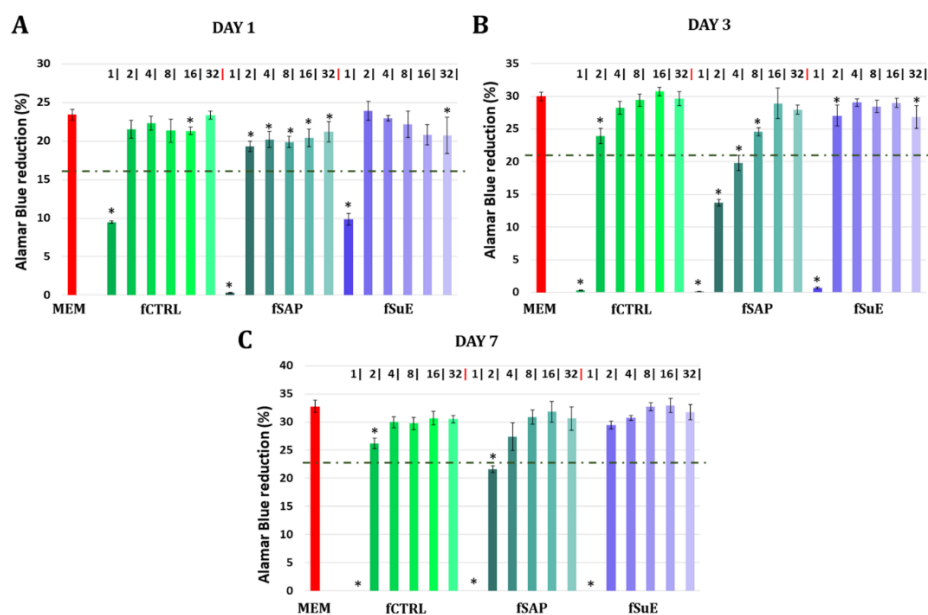 A
DAY 1
Alamar Blue reduction (%)
30
25
20
15
10
5
0
1| 2| 4| 8| 16| 32| 1| 2| 4| 8| 16| 32| 1| 2| 4| 8| 16| 32|
* * * * * * * * * *
MEM fCTRL fSAP fSuE
B
DAY 3
Alamar Blue reduction (%)
35
30
25
20
15
10
5
0
1| 2| 4| 8| 16| 32| 1| 2| 4| 8| 16| 32| 1| 2| 4| 8| 16| 32|
* * * * * * * * *
MEM fCTRL fSAP fSuE
C
DAY 7
Alamar Blue reduction (%)
40
35
30
25
20
15
10
5
0
1| 2| 4| 8| 16| 32| 1| 2| 4| 8| 16| 32| 1| 2| 4| 8| 16| 32|
* * * * *
MEM fCTRL fSAP fSuE